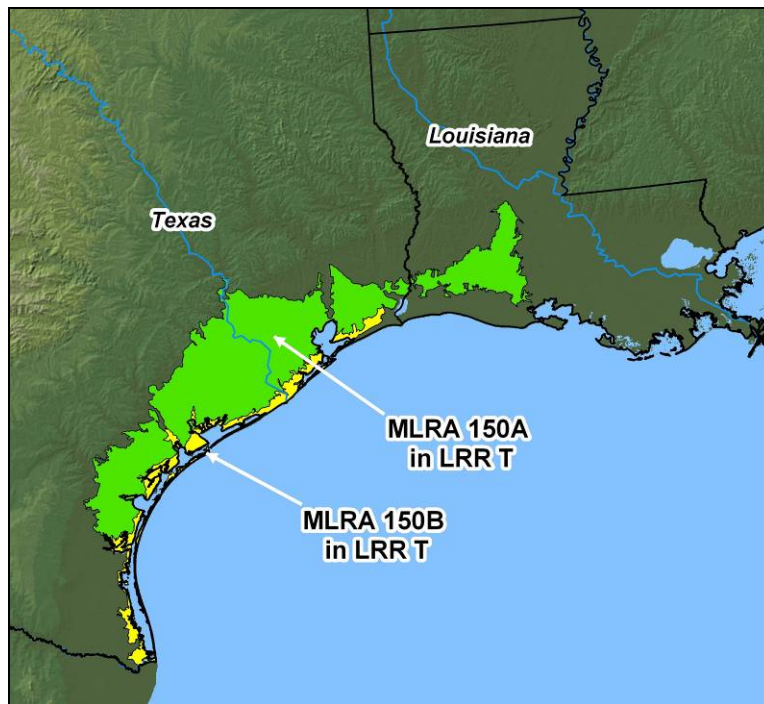 Louisiana
Texas
MLRA 150A
in LRR T
MLRA 150B
in LRR T